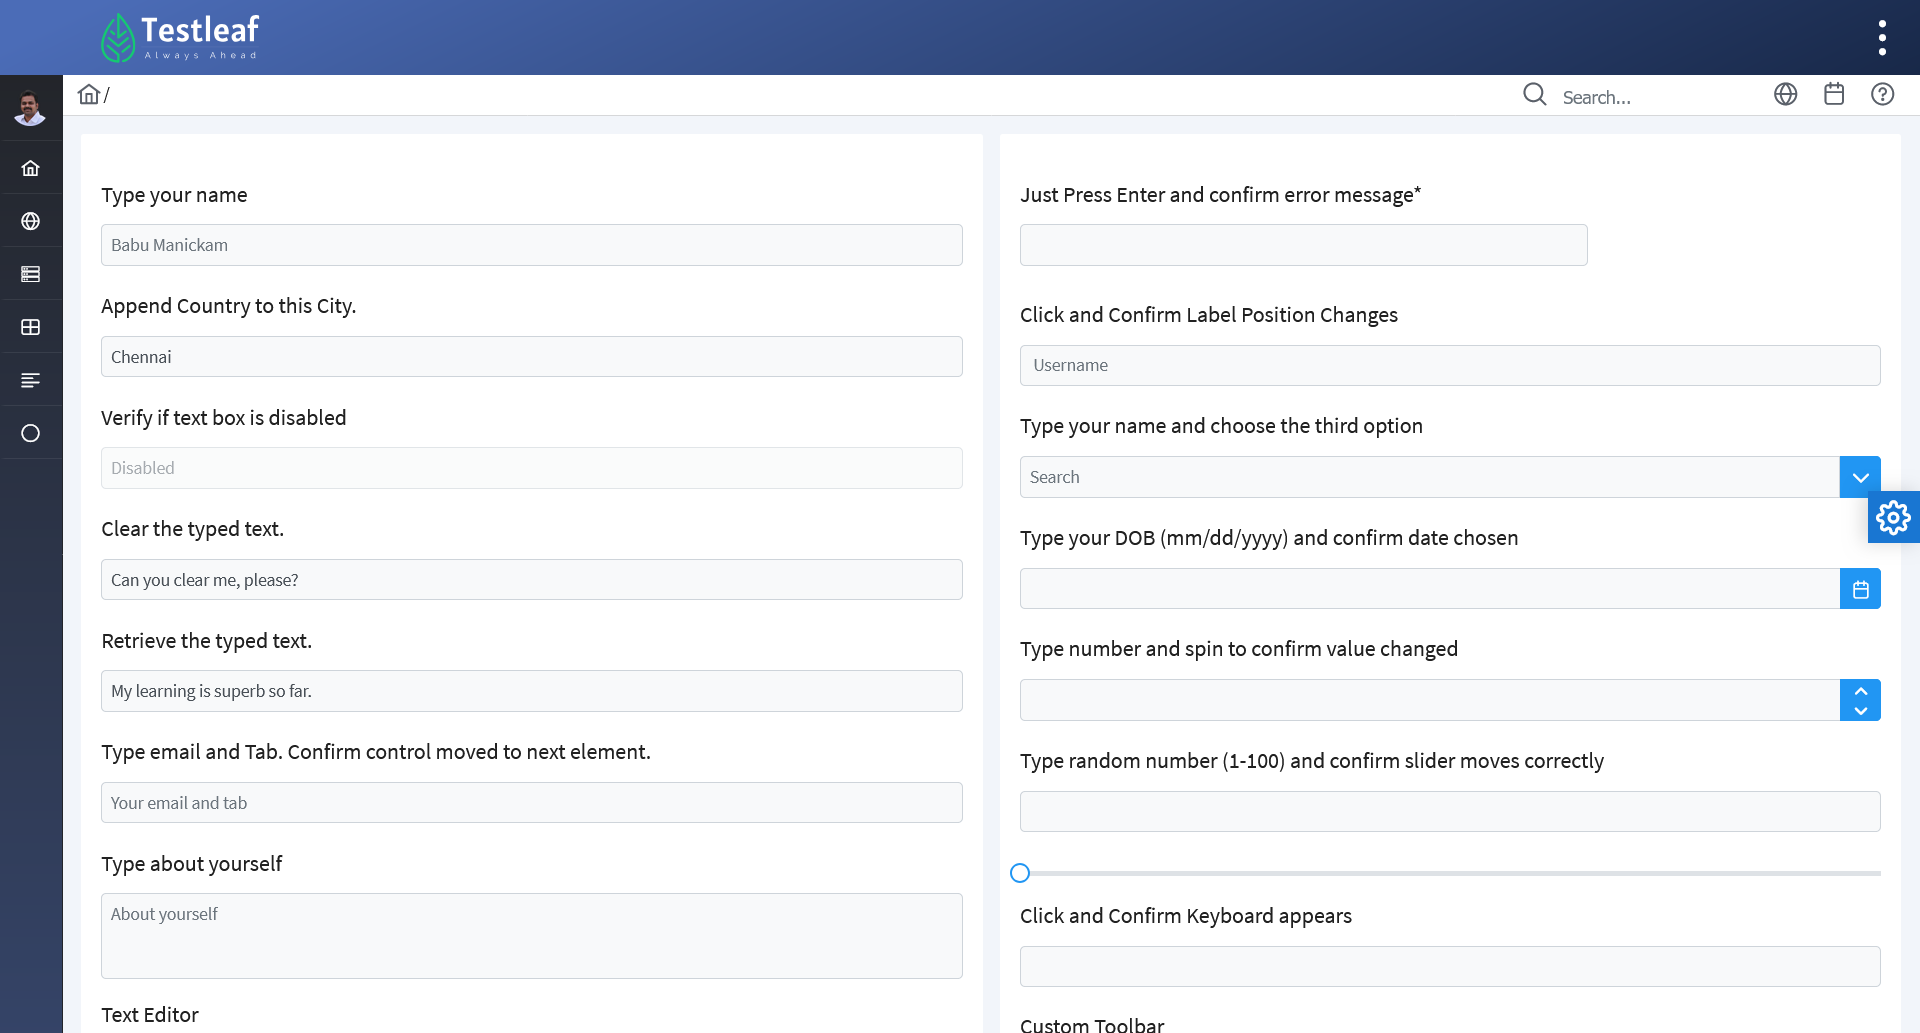 Testleaf
Always Ahead
/
Search...
Type your name
Babu Manickam
Append Country to this City.
Chennai
Verify if text box is disabled
Disabled
Clear the typed text.
Can you clear me, please?
Retrieve the typed text.
My learning is superb so far.
Type email and Tab. Confirm control moved to next element.
Your email and tab
Type about yourself
About yourself
Text Editor
Just Press Enter and confirm error message*
Click and Confirm Label Position Changes
Username
Type your name and choose the third option
Search
Type your DOB (mm/dd/yyyy) and confirm date chosen
Type number and spin to confirm value changed
Type random number (1-100) and confirm slider moves correctly
Click and Confirm Keyboard appears
Custom Toolbar